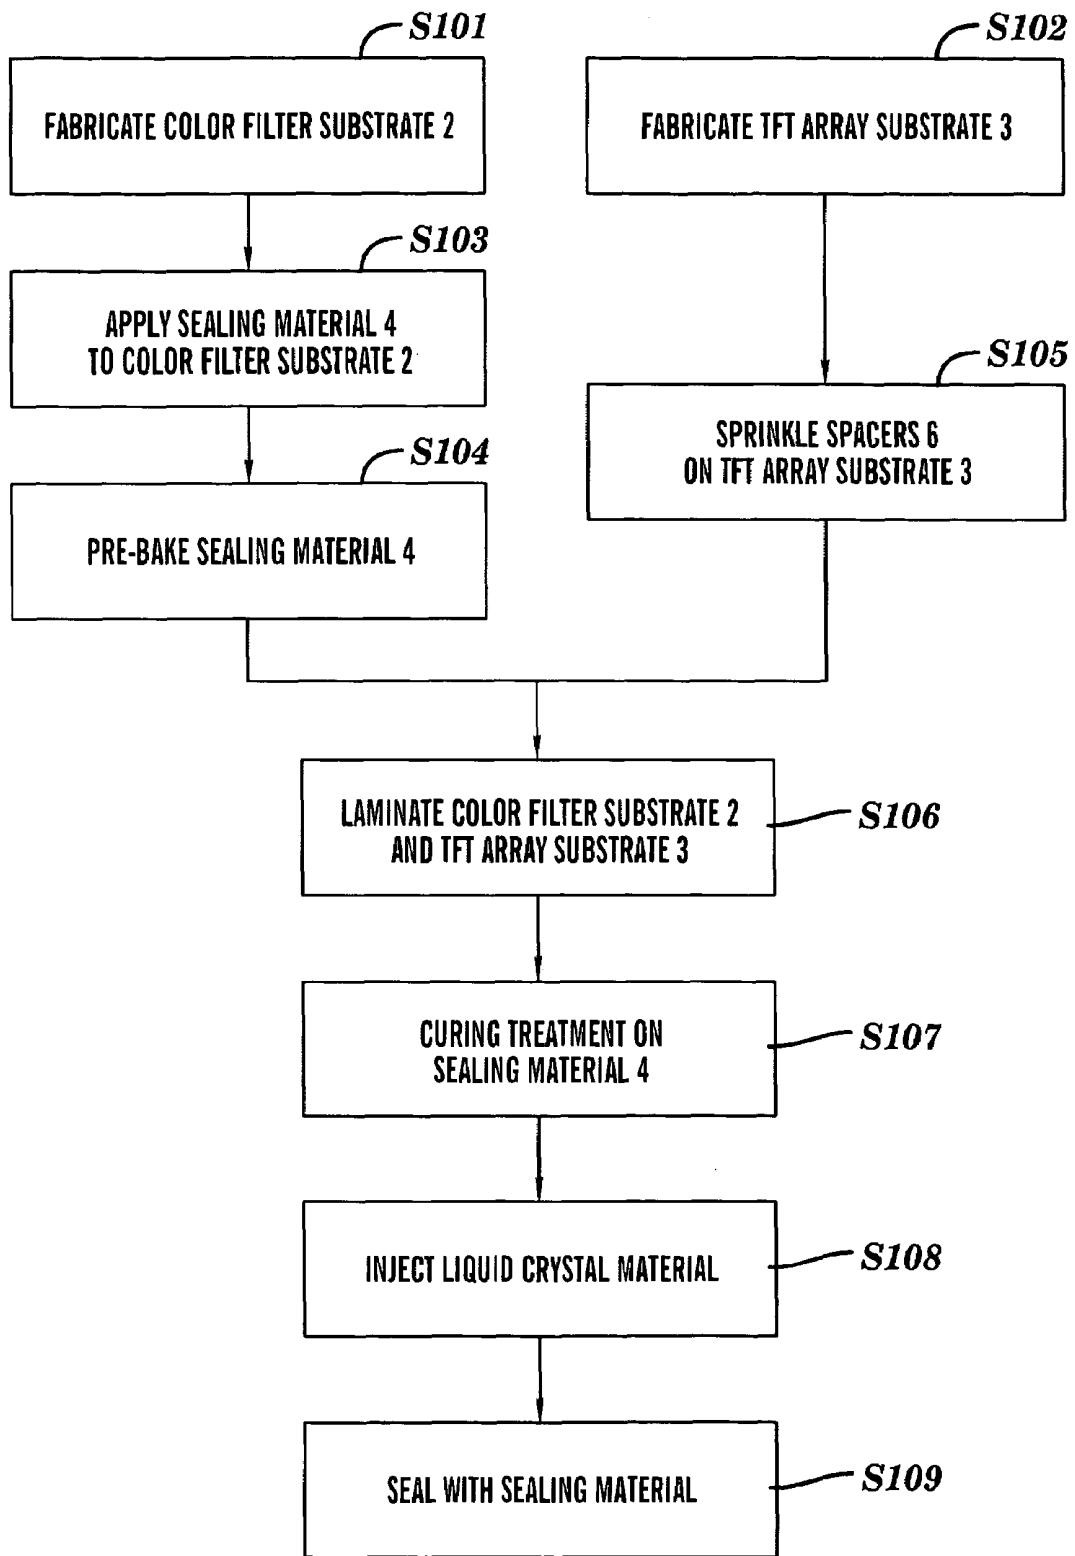 S101
FABRICATE COLOR FILTER SUBSTRATE 2
S102
FABRICATE TFT ARRAY SUBSTRATE 3
S103
APPLY SEALING MATERIAL 4
TO COLOR FILTER SUBSTRATE 2
S105
SPRINKLE SPACERS 6
ON TFT ARRAY SUBSTRATE 3
S104
PRE-BAKE SEALING MATERIAL 4
LAMINATE COLOR FILTER SUBSTRATE 2
AND TFT ARRAY SUBSTRATE 3
S106
CURING TREATMENT ON
SEALING MATERIAL 4
S107
INJECT LIQUID CRYSTAL MATERIAL
S108
SEAL WITH SEALING MATERIAL
S109